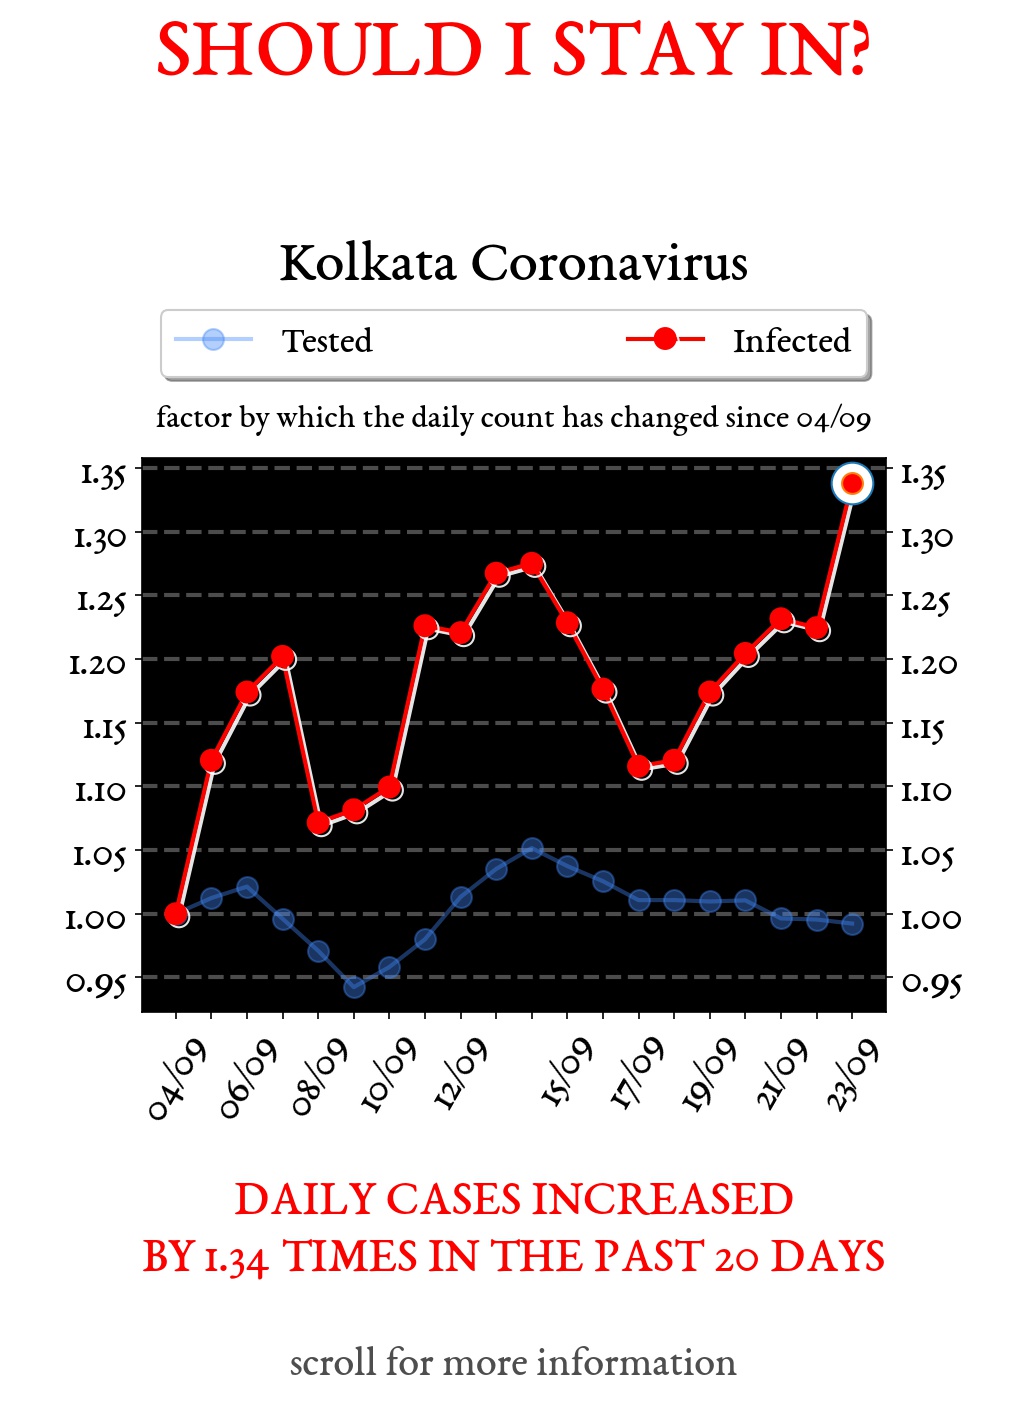 SHOULD I STAY IN?
Kolkata Coronavirus
Tested Infected
factor by which the daily count has changed since 04/09
1.35 1.35
1.30 1.30
1.25 1.25
1.20 1.20
1.15 1.15
1.10 1.10
1.05 1.05
1.00 1.00
0.95 0.95
04/09 06/09 08/09 10/09 12/09 15/09 17/09 19/09 21/09 23/09
DAILY CASES INCREASED
BY 1.34 TIMES IN THE PAST 20 DAYS
scroll for more information